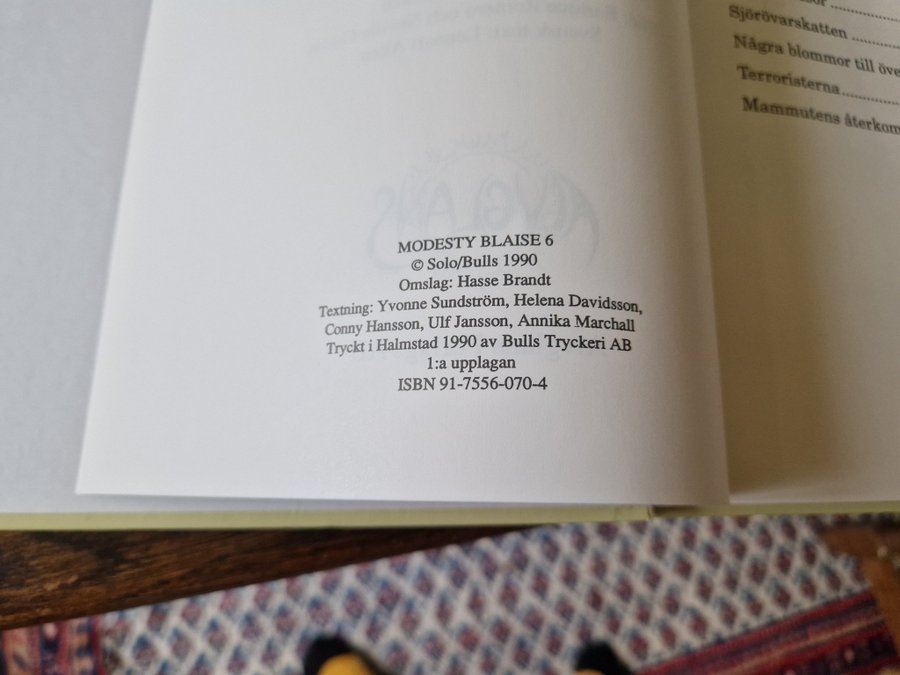 MODESTY BLAISE 6
© Solo/Bulls 1990
Omslag: Hasse Brandt
Textning: Yvonne Sundström, Helena Davidsson,
Conny Hansson, Ulf Jansson, Annika Marchall
Tryckt i Halmstad 1990 av Bulls Tryckeri AB
1:a upplagan
ISBN 91-7556-070-4
Sjörövarskatten ..........
Några blommor till öve
Terroristerna..........
Mammutens återkom